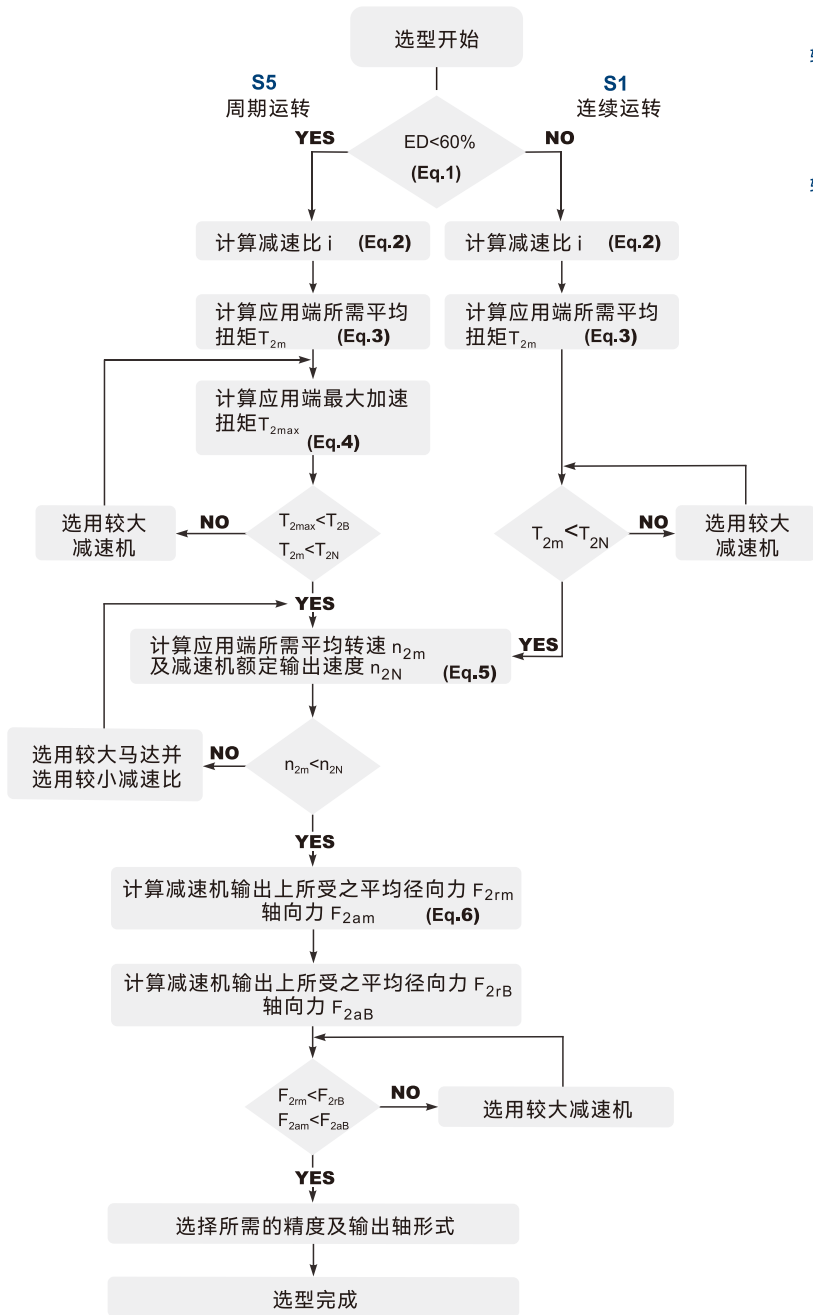 选型开始
S5
周期运转
S1
连续运转
YES
NO
ED<60%
(Eq.1)
计算减速比 i (Eq.2)
计算减速比 i (Eq.2)
计算应用端所需平均
扭矩T2m (Eq.3)
计算应用端所需平均
扭矩T2m (Eq.3)
计算应用端最大加速
扭矩T2max
(Eq.4)
选用较大
减速机
NO
T2max<T2B
T2m<T2N
T2m<T2N
NO
选用较大
减速机
YES
YES
计算应用端所需平均转速 n2m
及减速机额定输出速度 n2N (Eq.5)
选用较大马达并
选用较小减速比
NO
n2m<n2N
YES
计算减速机输出上所受之平均径向力 F2rm
轴向力 F2am (Eq.6)
计算减速机输出上所受之平均径向力 F2rB
轴向力 F2aB
F2rm<F2rB
F2am<F2aB
NO
选用较大减速机
YES
选择所需的精度及输出轴形式
选型完成